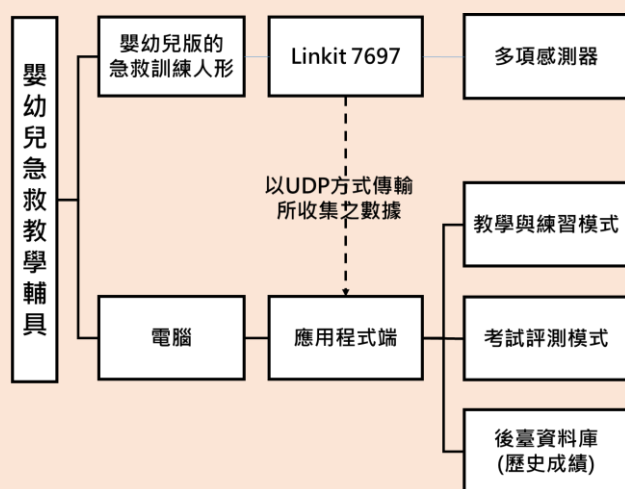 嬰幼兒急救教學輔具
嬰幼兒版的
急救訓練人形
Linkit 7697
多項感測器
以UDP方式傳輸
所收集之數據
電腦
應用程式端
教學與練習模式
考試評測模式
後臺資料庫
(歷史成績)